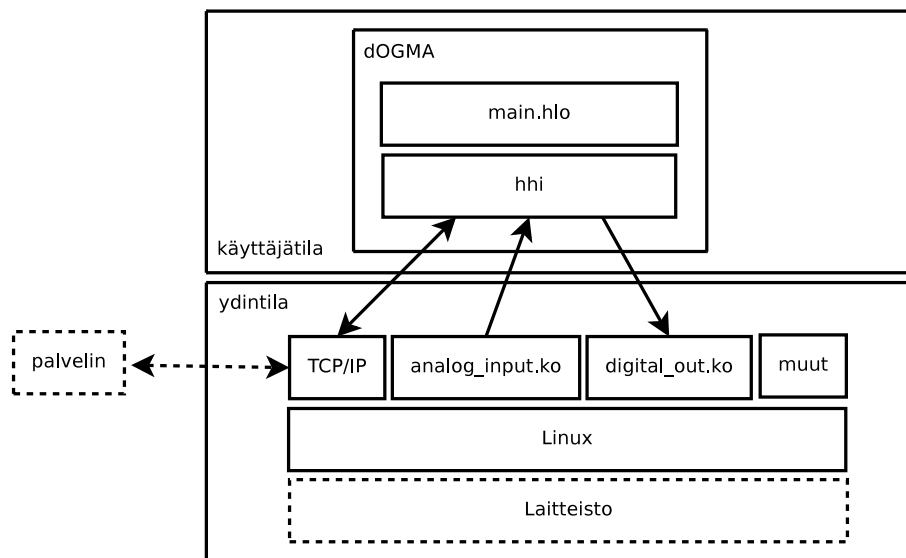 dOGMA
main.hlo
hhi
käyttäjätila
ydintila
palvelin
TCP/IP
analog_input.ko
digital_out.ko
muut
Linux
Laitteisto